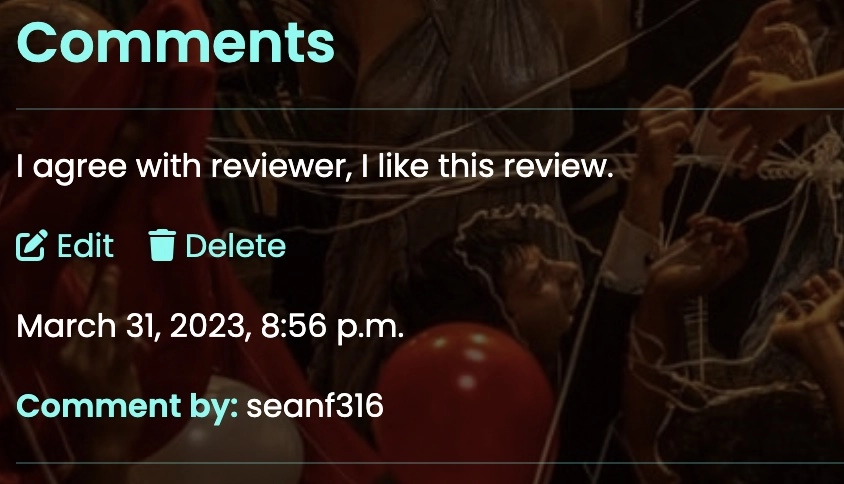 Comments
I agree with reviewer, I like this review.
Edit Delete
March 31, 2023, 8:56 p.m.
Comment by: seanf316